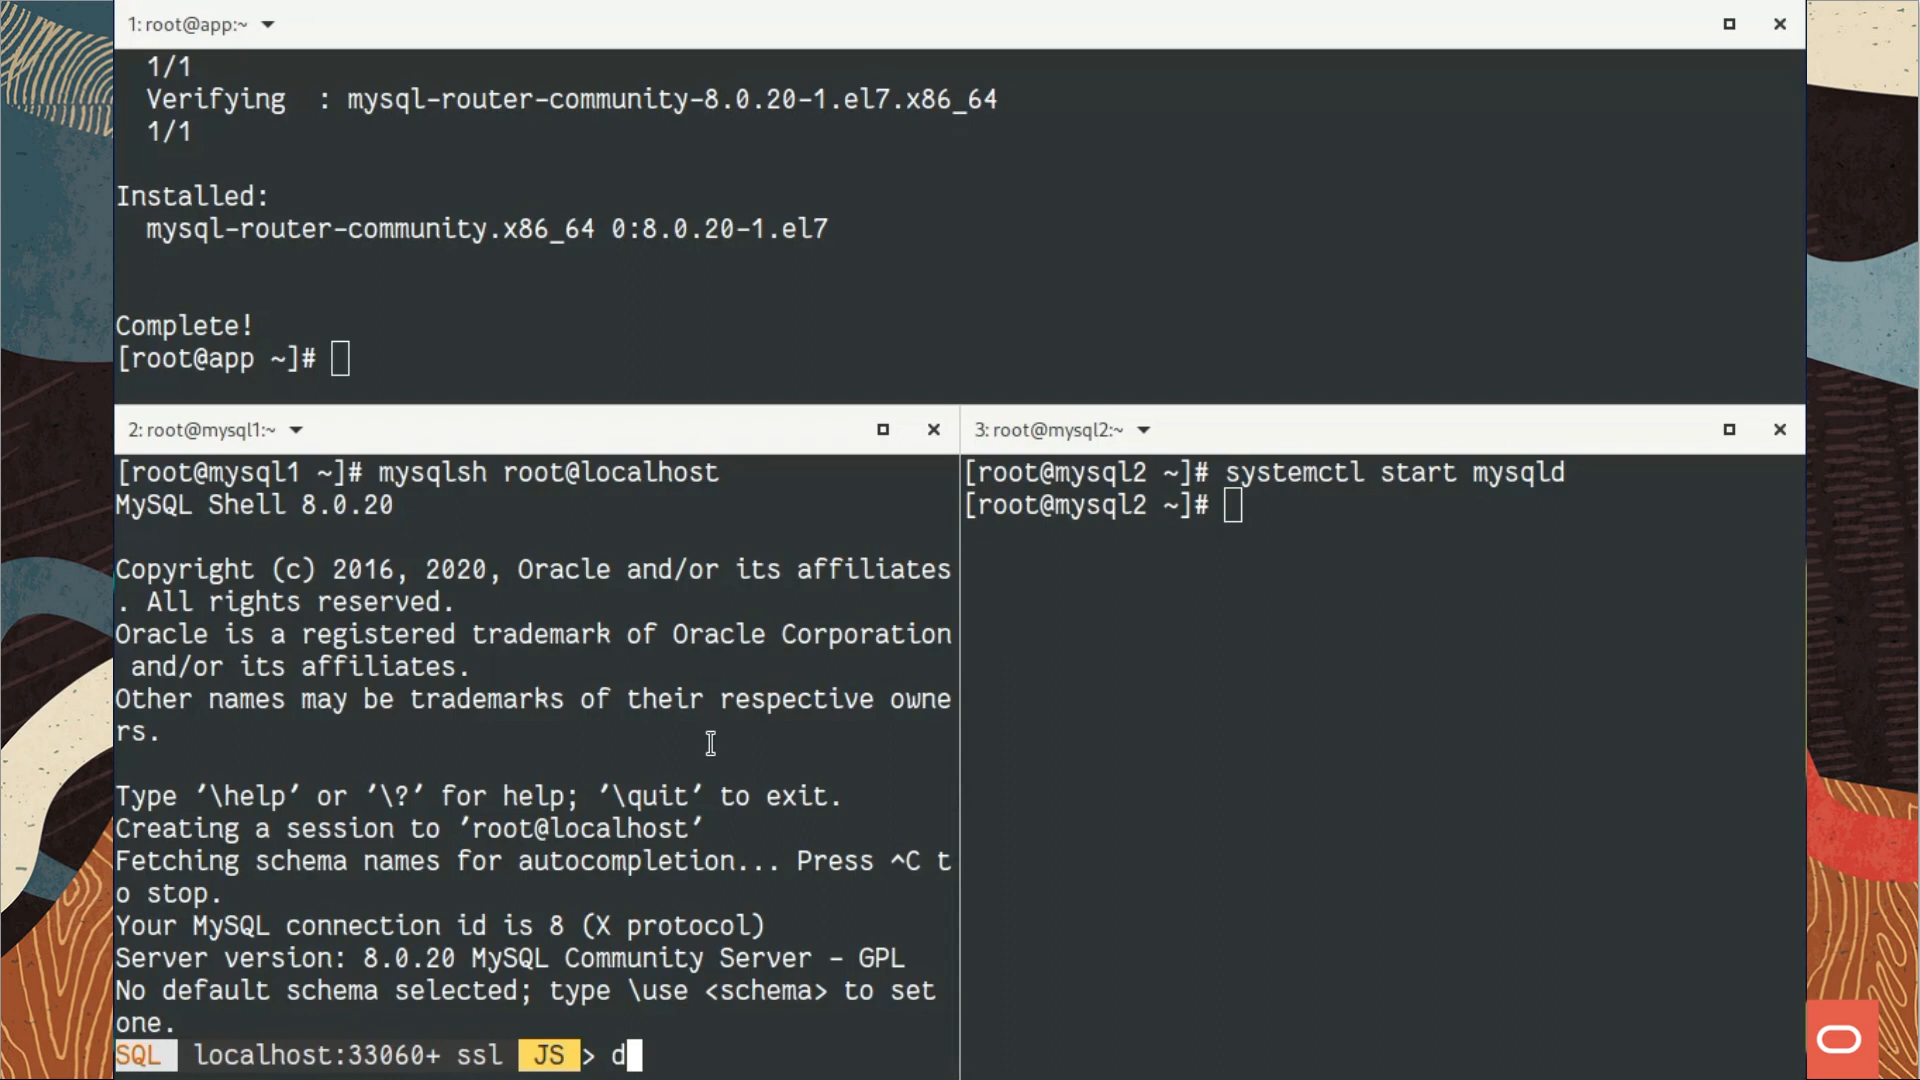 1: root@app:~
1/1
Verifying : mysql-router-community-8.0.20-1.el7.x86_64
1/1
Installed:
mysql-router-community.x86_64 0:8.0.20-1.el7
Complete!
[root@app ~]#
2: root@mysql1:~
[root@mysql1 ~]# mysqlsh root@localhost
MySQL Shell 8.0.20
Copyright (c) 2016, 2020, Oracle and/or its affiliates
. All rights reserved.
Oracle is a registered trademark of Oracle Corporation
and/or its affiliates.
Other names may be trademarks of their respective owne
rs.
Type '\help' or '\?' for help; '\quit' to exit.
Creating a session to 'root@localhost'
Fetching schema names for autocompletion... Press ^C t
o stop.
Your MySQL connection id is 8 (X protocol)
Server version: 8.0.20 MySQL Community Server - GPL
No default schema selected; type \use <schema> to set
one.
SQL localhost:33060+ ssl JS > d
3: root@mysql2:~
[root@mysql2 ~]# systemctl start mysqld
[root@mysql2 ~]#